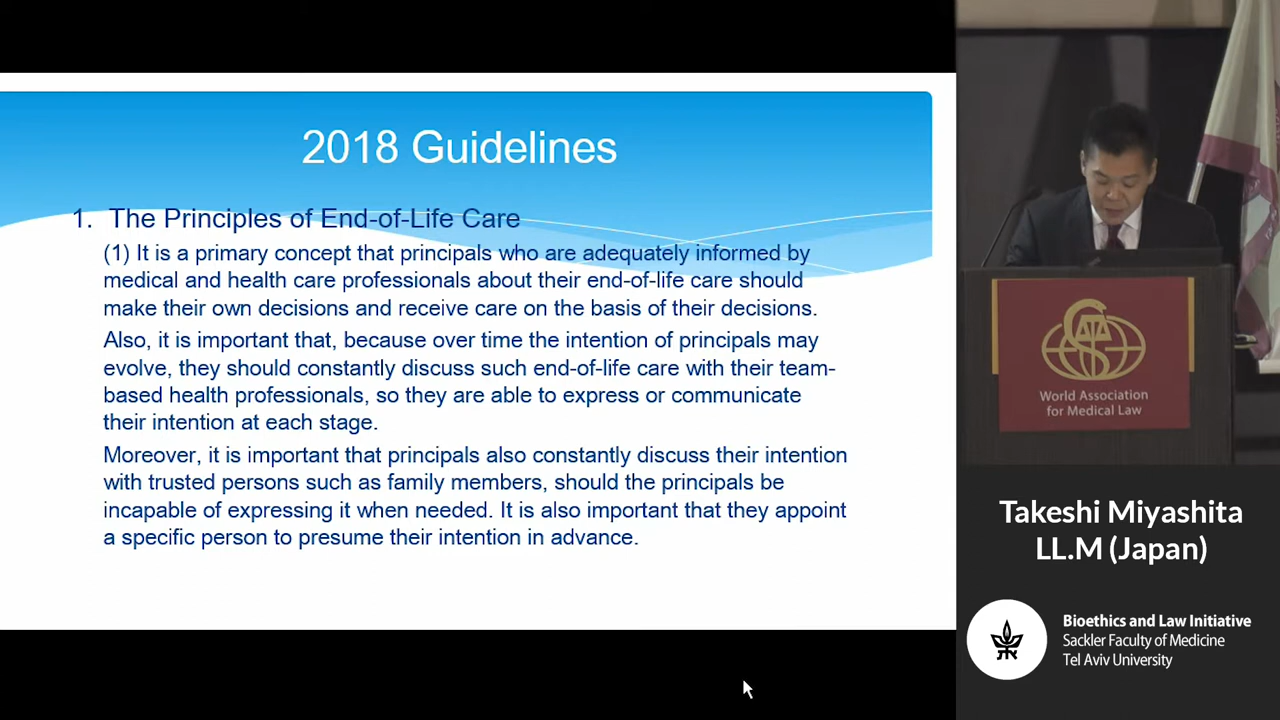 2018 Guidelines
1. The Principles of End-of-Life Care
(1) It is a primary concept that principals who are adequately informed by
medical and health care professionals about their end-of-life care should
make their own decisions and receive care on the basis of their decisions.
Also, it is important that, because over time the intention of principals may
evolve, they should constantly discuss such end-of-life care with their team-
based health professionals, so they are able to express or communicate
their intention at each stage.
Moreover, it is important that principals also constantly discuss their intention
with trusted persons such as family members, should the principals be
incapable of expressing it when needed. It is also important that they appoint
a specific person to presume their intention in advance.
World Association
for Medical Law
Takeshi Miyashita
LL.M (Japan)
Bioethics and Law Initiative
Sackler Faculty of Medicine
Tel Aviv University